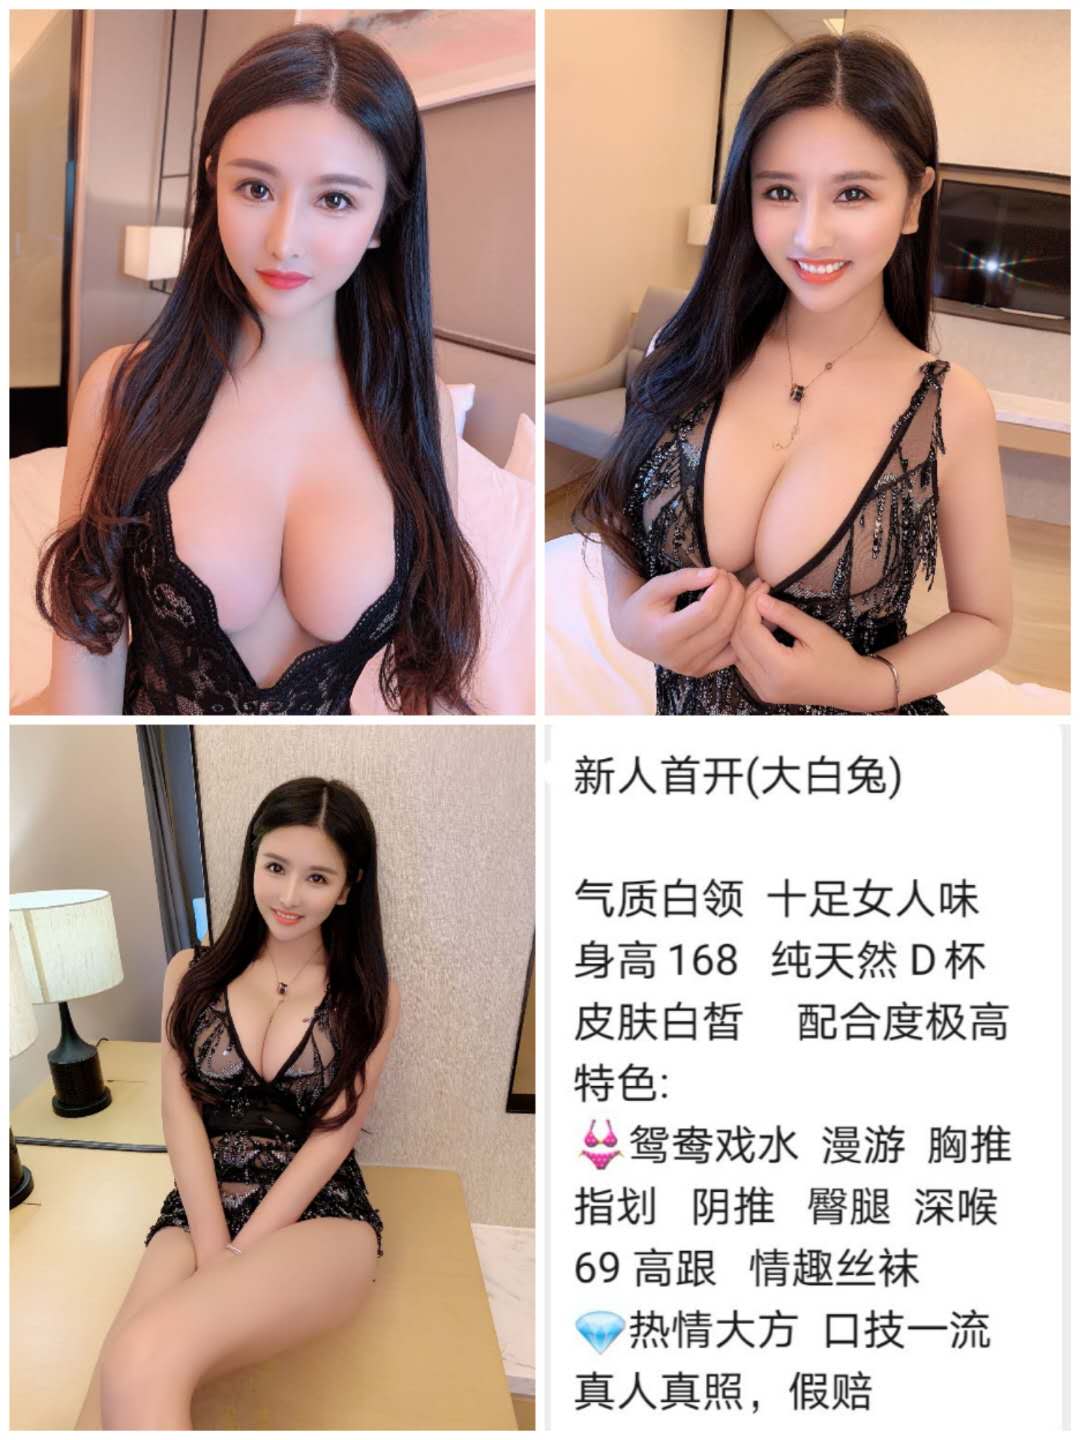 新人首开(大白兔)
气质白领 十足女人味
身高168 纯天然D杯
皮肤白皙 配合度极高
特色:
👙鸳鸯戏水 漫游 胸推
指划 阴推 臀腿 深喉
69高跟 情趣丝袜
💎热情大方 口技一流
真人真照，假赔